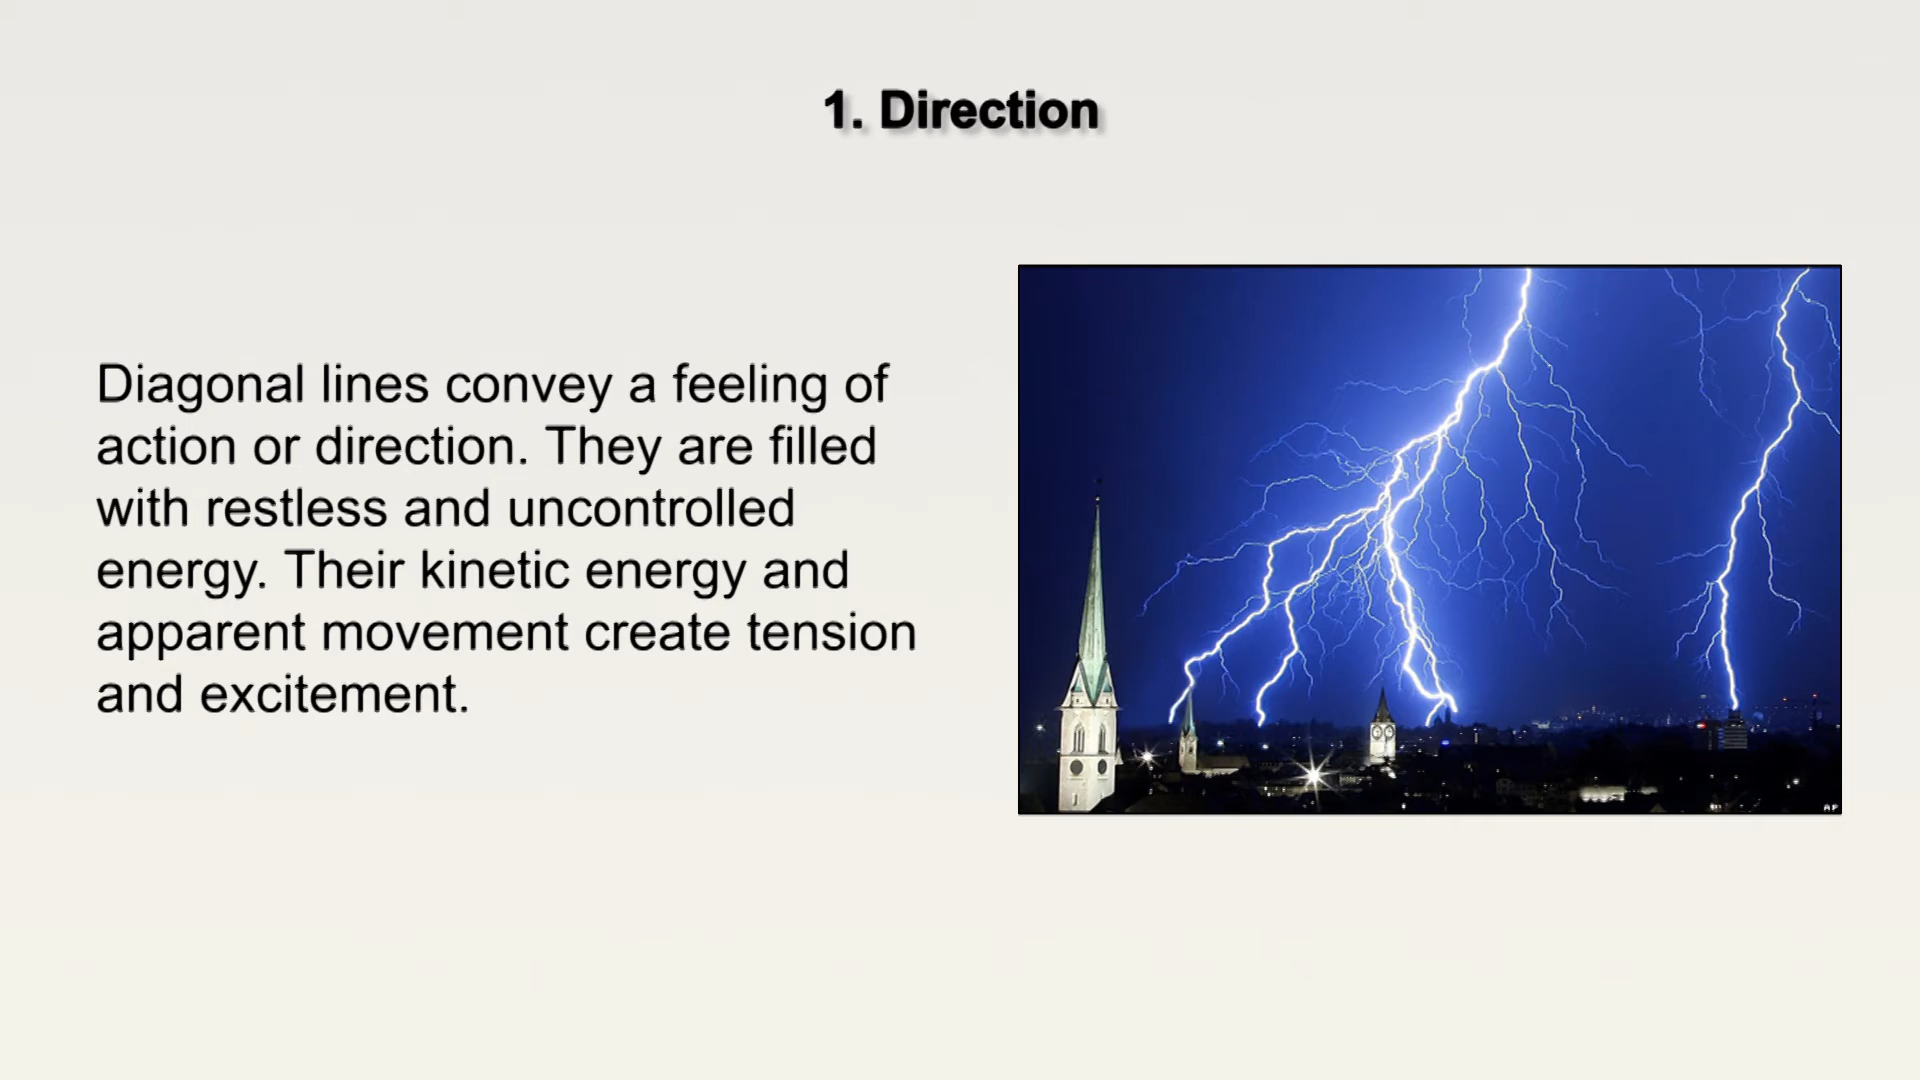 1. Direction
Diagonal lines convey a feeling of
action or direction. They are filled
with restless and uncontrolled
energy. Their kinetic energy and
apparent movement create tension
and excitement.
AP